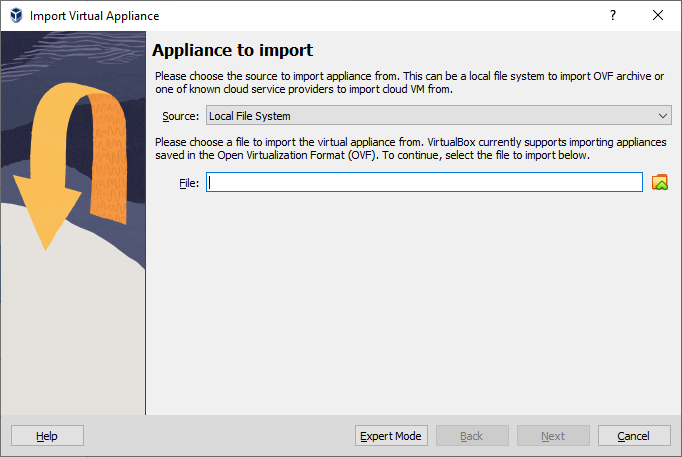 Import Virtual Appliance
?
Appliance to import
Please choose the source to import appliance from. This can be a local file system to import OVF archive or
one of known cloud service providers to import cloud VM from.
Source: Local File System
Please choose a file to import the virtual appliance from. VirtualBox currently supports importing appliances
saved in the Open Virtualization Format (OVF). To continue, select the file to import below.
File:
Help Expert Mode Back Next Cancel